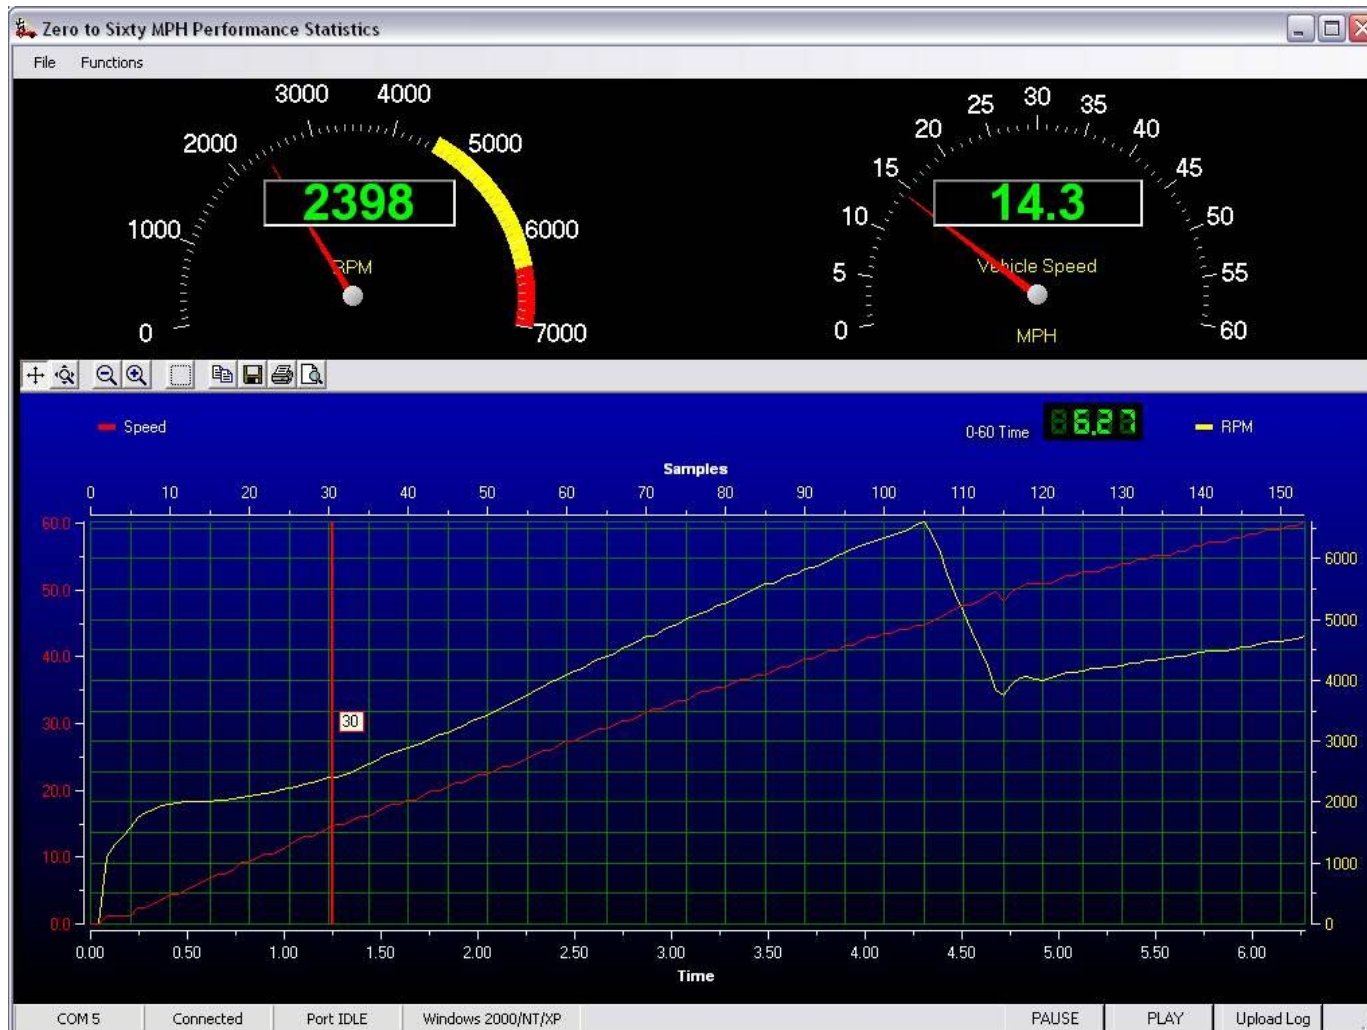 Zero to Sixty MPH Performance Statistics
File Functions
0 1000 2000 3000 4000 5000 6000 7000
2398
RPM
0 5 10 15 20 25 30 35 40 45 50 55 60
14.3
Vehicle Speed
MPH
Speed
0-60 Time 6.27
RPM
Samples
0 10 20 30 40 50 60 70 80 90 100 110 120 130 140 150
60.0
50.0
40.0
30.0
20.0
10.0
0.0
30
6000
5000
4000
3000
2000
1000
0
0.00 0.50 1.00 1.50 2.00 2.50 3.00 3.50 4.00 4.50 5.00 5.50 6.00
Time
COM 5 Connected Port IDLE Windows 2000/NT/XP PAUSE PLAY Upload Log